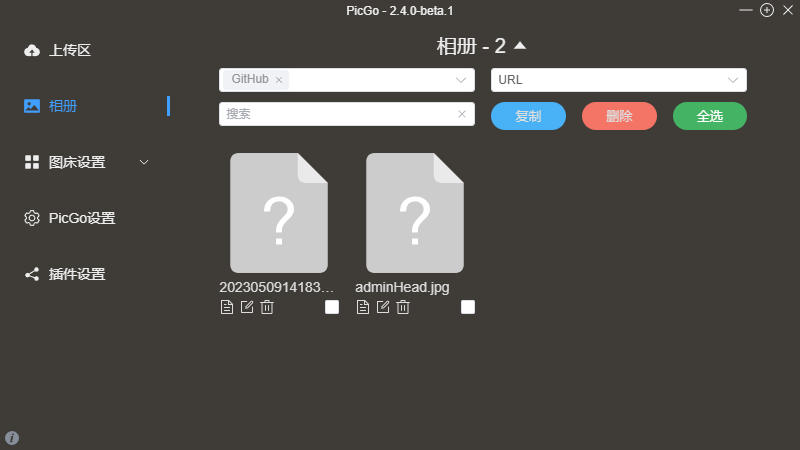 PicGo - 2.4.0-beta.1
上传区
相册
图床设置
PicGo设置
插件设置
相册 - 2
GitHub
URL
搜索
复制
删除
全选
2023050914183...
adminHead.jpg